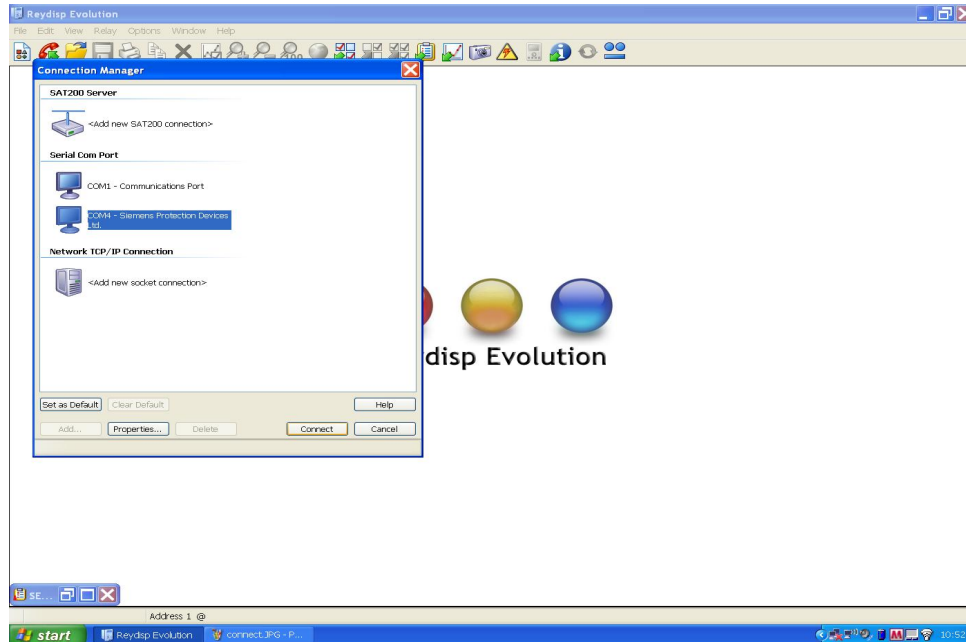 Reydisp Evolution
File Edit View Relay Options Window Help
Connection Manager
SAT200 Server
<Add new SAT200 connection>
Serial Com Port
COM1 - Communications Port
COM4 - Siemens Protection Devices
Ltd.
Network TCP/IP Connection
<Add new socket connection>
disp Evolution
Set as Default Clear Default Help
Add... Properties... Delete Connect Cancel
SE...
Address 1 @
start Reydisp Evolution connect.JPG - P... 10:52